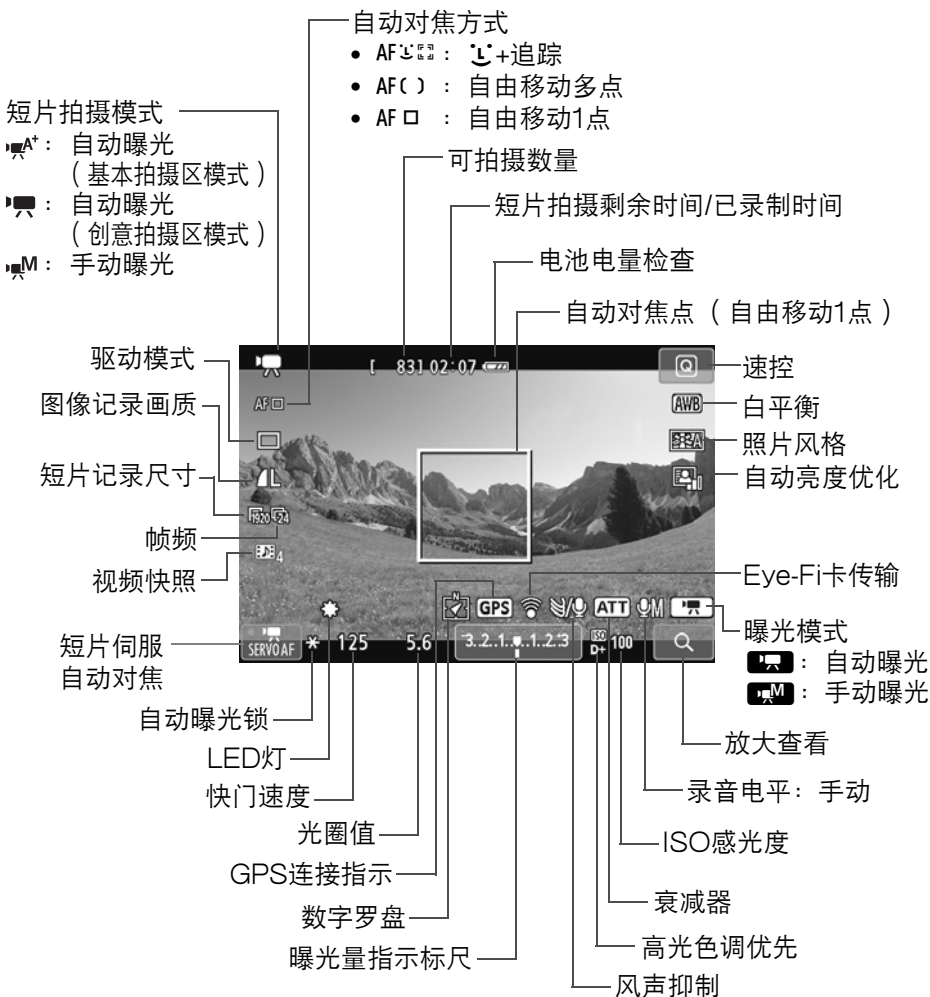 自动对焦方式
• AF : +追踪
• AF( ) : 自由移动多点
• AF□ : 自由移动1点
短片拍摄模式
A+ : 自动曝光
（基本拍摄区模式）
: 自动曝光
（创意拍摄区模式）
M : 手动曝光
可拍摄数量
短片拍摄剩余时间/已录制时间
电池电量检查
自动对焦点（自由移动1点）
驱动模式
图像记录画质
短片记录尺寸
帧频
视频快照
短片伺服
自动对焦
[ 83] 02:07
AF□
L
1920 24
4
Q
AWB
A
速控
白平衡
照片风格
自动亮度优化
Eye-Fi卡传输
曝光模式
: 自动曝光
M : 手动曝光
N GPS ATT M
SERVO AF * 125 5.6 3..2..1..1..2..3 ISO D+ 100
自动曝光锁
LED灯
快门速度
光圈值
GPS连接指示
数字罗盘
曝光量指示标尺
放大查看
录音电平：手动
ISO感光度
衰减器
高光色调优先
风声抑制